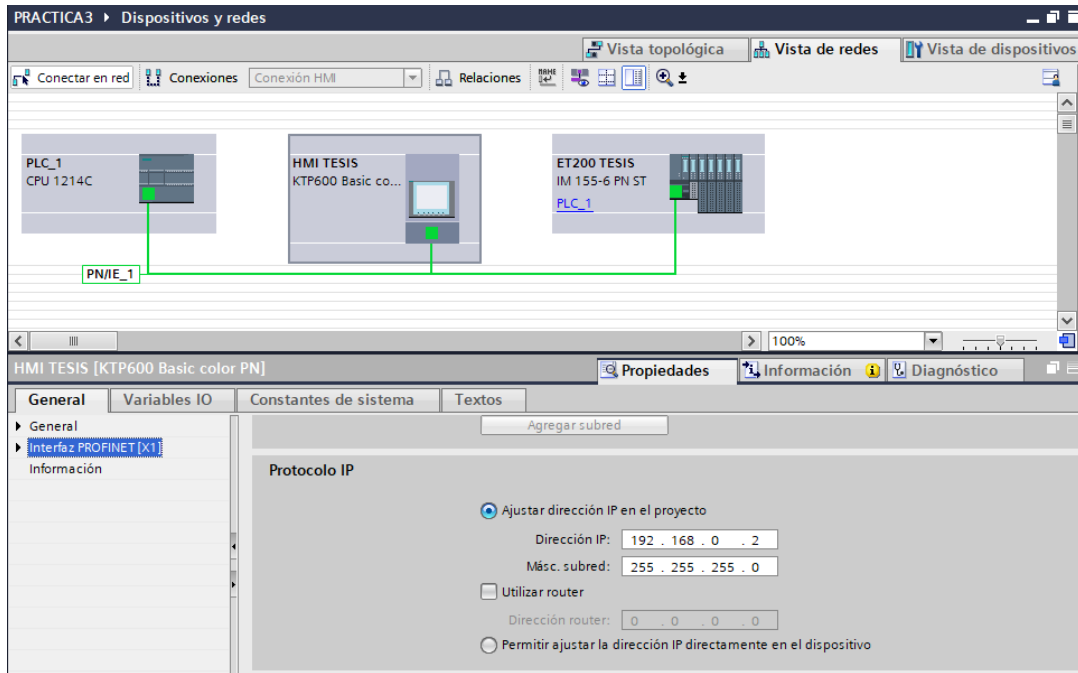 PRACTICA3 ▸ Dispositivos y redes
Vista topológica Vista de redes Vista de dispositivos
Conectar en red Conexiones Conexión HMI Relaciones
PLC_1
CPU 1214C
HMI TESIS
KTP600 Basic co...
ET200 TESIS
IM 155-6 PN ST
PLC_1
PN/IE_1
100%
HMI TESIS [KTP600 Basic color PN]
Propiedades Información Diagnóstico
General Variables IO Constantes de sistema Textos
General
Interfaz PROFINET [X1]
Información
Agregar subred
Protocolo IP
Ajustar dirección IP en el proyecto
Dirección IP: 192 . 168 . 0 . 2
Másc. subred: 255 . 255 . 255 . 0
Utilizar router
Dirección router: 0 . 0 . 0 . 0
Permitir ajustar la dirección IP directamente en el dispositivo